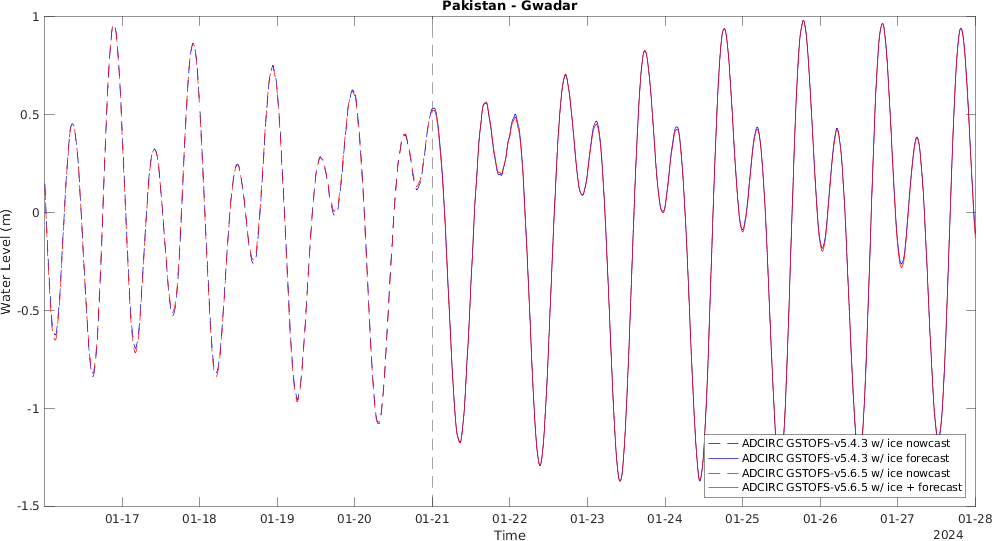 Pakistan - Gwadar
1
0.5
0
-0.5
-1
-1.5
Water Level (m)
ADCIRC GSTOFS-v5.4.3 w/ ice nowcast
ADCIRC GSTOFS-v5.4.3 w/ ice forecast
ADCIRC GSTOFS-v5.6.5 w/ ice nowcast
ADCIRC GSTOFS-v5.6.5 w/ ice + forecast
01-17 01-18 01-19 01-20 01-21 01-22 01-23 01-24 01-25 01-26 01-27 01-28
Time
2024